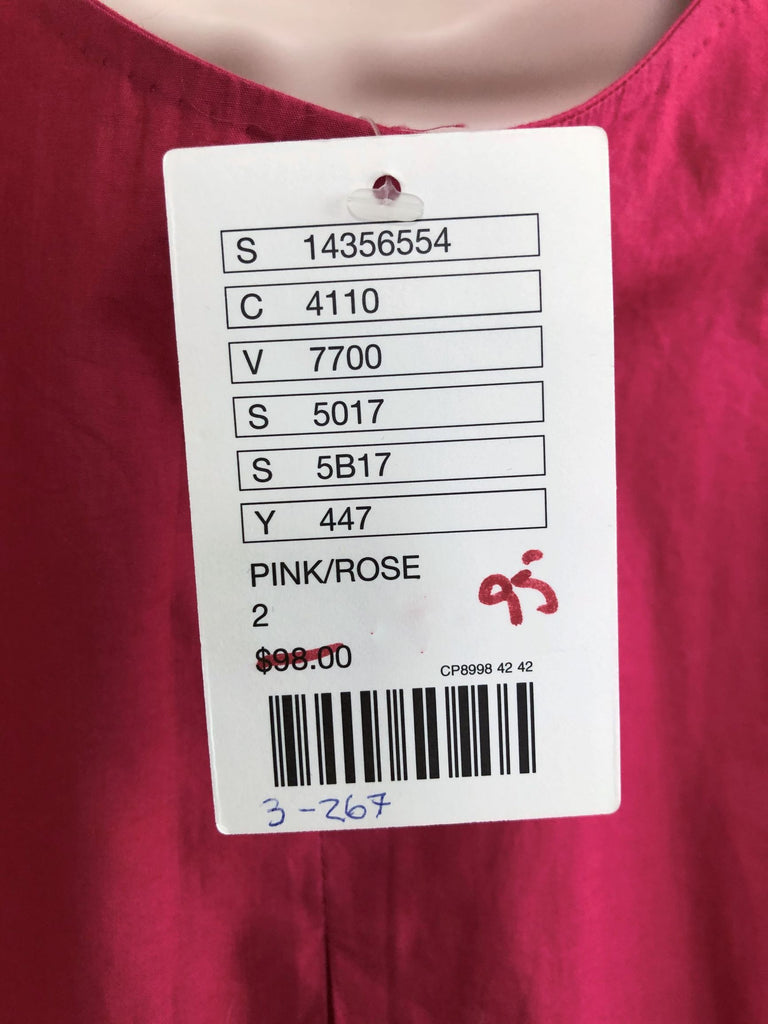 S 14356554
C 4110
V 7700
S 5017
S 5B17
Y 447
PINK/ROSE
95
2
$98.00
CP8998 42 42
3-267